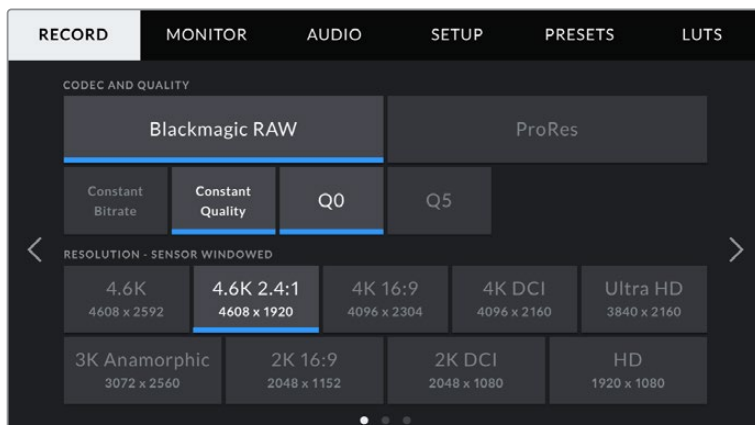 RECORD MONITOR AUDIO SETUP PRESETS LUTS
CODEC AND QUALITY
Blackmagic RAW ProRes
Constant Bitrate Constant Quality Q0 Q5
RESOLUTION - SENSOR WINDOWED
4.6K 4.6K 2.4:1 4K 16:9 4K DCI Ultra HD
4608 x 2592 4608 x 1920 4096 x 2304 4096 x 2160 3840 x 2160
3K Anamorphic 2K 16:9 2K DCI HD
3072 x 2560 2048 x 1152 2048 x 1080 1920 x 1080